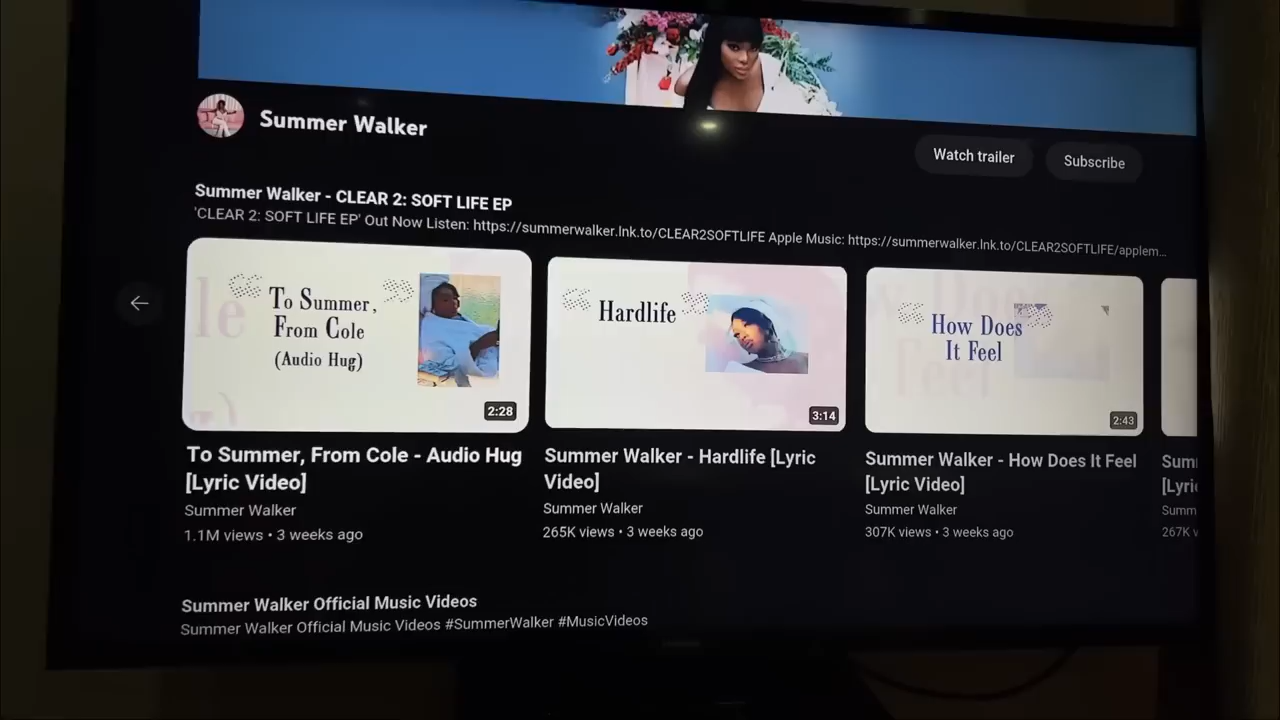 Summer Walker
Watch trailer
Subscribe
Summer Walker - CLEAR 2: SOFT LIFE EP
'CLEAR 2: SOFT LIFE EP' Out Now Listen: https://summerwalker.lnk.to/CLEAR2SOFTLIFE Apple Music: https://summerwalker.lnk.to/CLEAR2SOFTLIFE/applem...
To Summer,
From Cole
(Audio Hug)
2:28
Hardlife
3:14
How Does
It Feel
2:43
To Summer, From Cole - Audio Hug
[Lyric Video]
Summer Walker
1.1M views • 3 weeks ago
Summer Walker - Hardlife [Lyric
Video]
Summer Walker
265K views • 3 weeks ago
Summer Walker - How Does It Feel
[Lyric Video]
Summer Walker
307K views • 3 weeks ago
267K
Summer Walker Official Music Videos
Summer Walker Official Music Videos #SummerWalker #MusicVideos